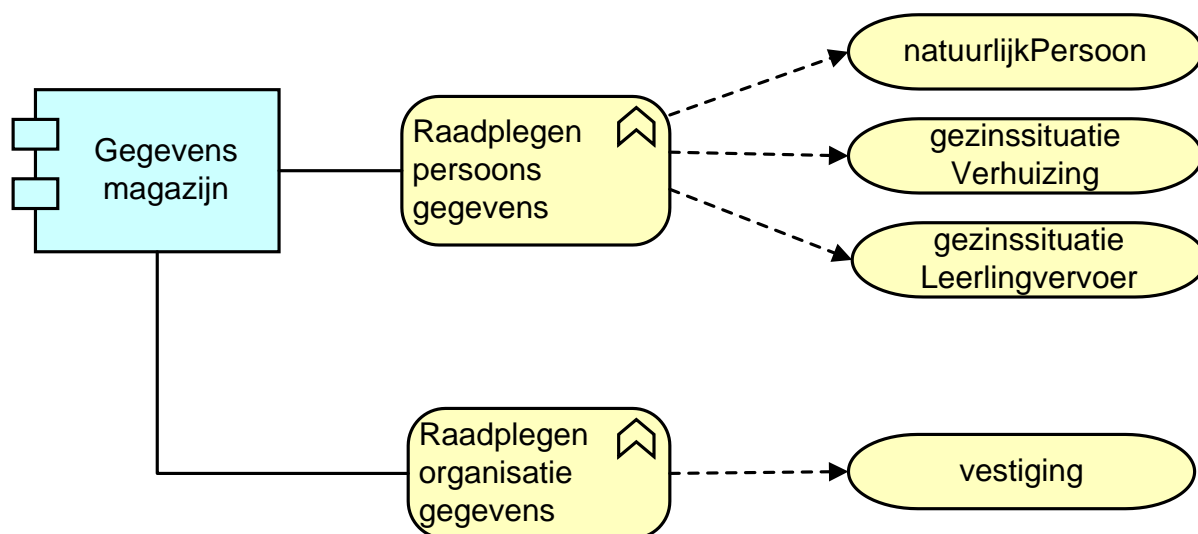 Gegevens
magazijn
Raadplegen
persoons
gegevens
natuurlijkPersoon
gezinssituatie
Verhuizing
gezinssituatie
Leerlingvervoer
Raadplegen
organisatie
gegevens
vestiging